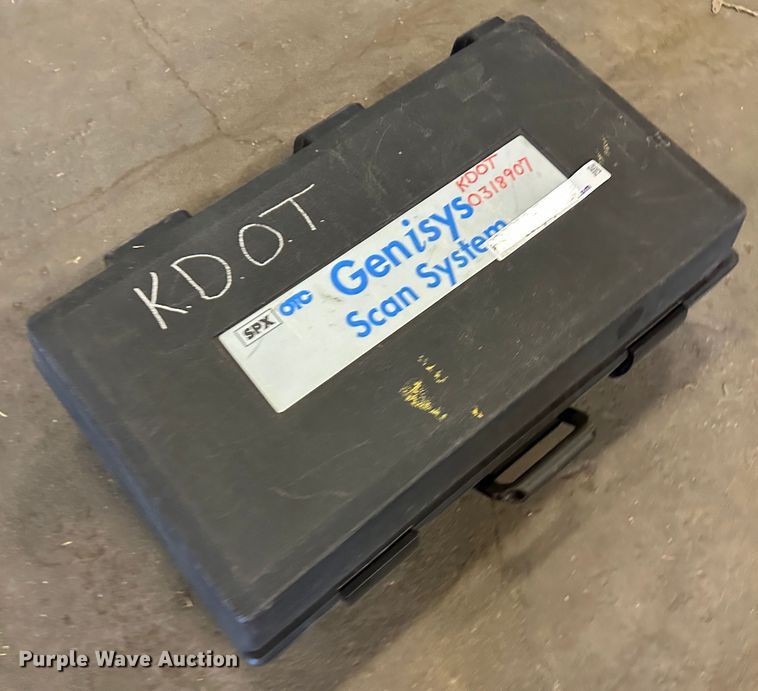 K.D.O.T.
KDOT
0318907
SPX OTC Genisys
Scan System
Purple Wave Auction